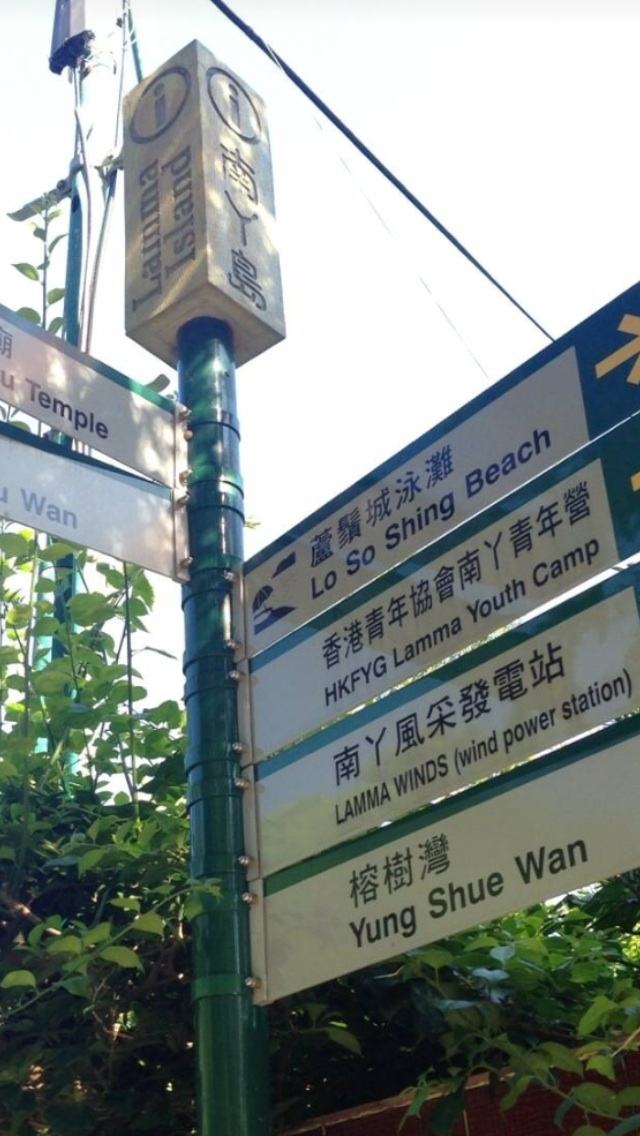 i
Lamma
Island
i
南丫島
廟
Temple
Wan
蘆鬚城泳灘
Lo So Shing Beach
香港青年協會南丫青年營
HKFYG Lamma Youth Camp
南丫風采發電站
LAMMA WINDS (wind power station)
榕樹灣
Yung Shue Wan